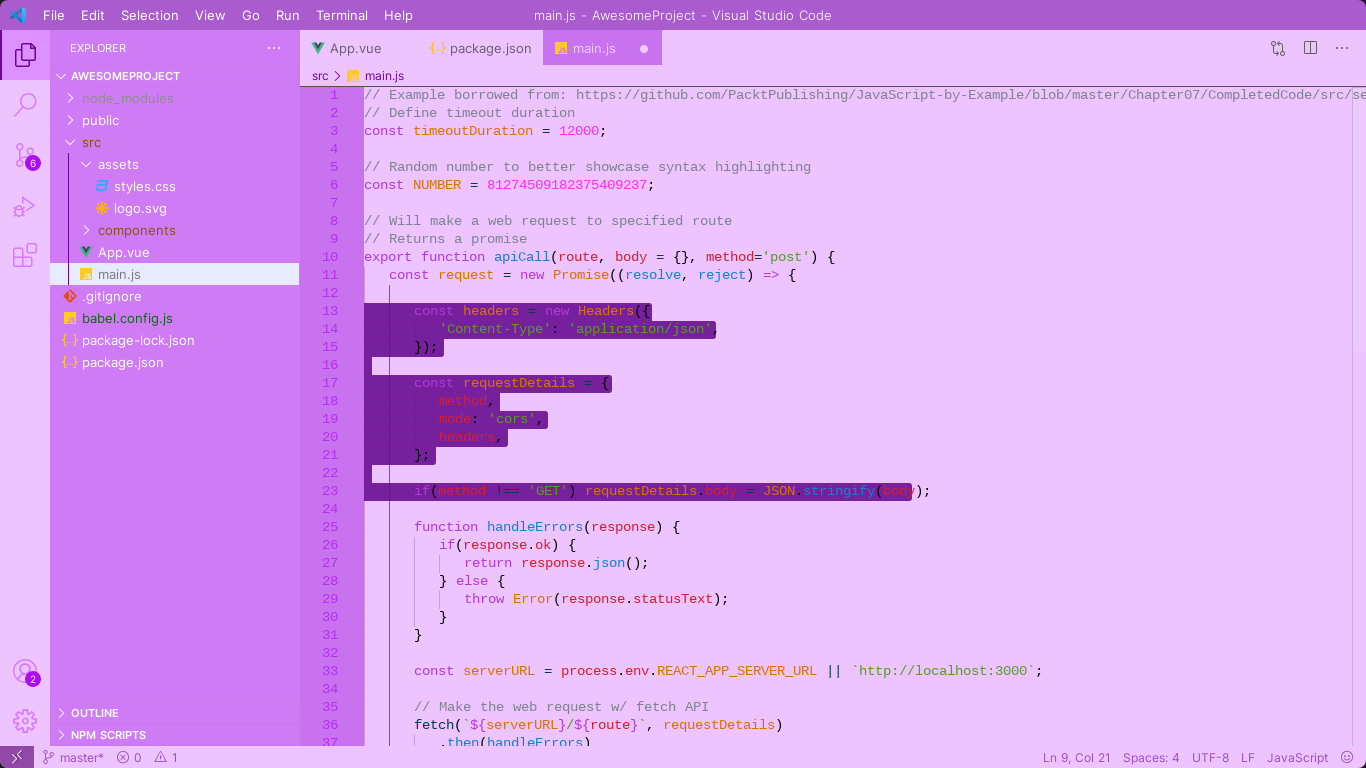 File Edit Selection View Go Run Terminal Help main.js - AwesomeProject - Visual Studio Code
EXPLORER
AWESOMEPROJECT
node_modules
public
src
assets
styles.css
logo.svg
components
App.vue
main.js
.gitignore
babel.config.js
package-lock.json
package.json
OUTLINE
NPM SCRIPTS
6
2
App.vue {..} package.json main.js
src > main.js
1 // Example borrowed from: https://github.com/PacktPublishing/JavaScript-by-Example/blob/master/Chapter07/CompletedCode/src/se
2 // Define timeout duration
3 const timeoutDuration = 12000;
4
5 // Random number to better showcase syntax highlighting
6 const NUMBER = 81274509182375409237;
7
8 // Will make a web request to specified route
9 // Returns a promise
10 export function apiCall(route, body = {}, method='post') {
11 const request = new Promise((resolve, reject) => {
12
13 const headers = new Headers({
14 'Content-Type': 'application/json',
15 });
16
17 const requestDetails = {
18 method,
19 mode: 'cors',
20 headers,
21 };
22
23 if(method !== 'GET') requestDetails.body = JSON.stringify(body);
24
25 function handleErrors(response) {
26 if(response.ok) {
27 return response.json();
28 } else {
29 throw Error(response.statusText);
30 }
31 }
32
33 const serverURL = process.env.REACT_APP_SERVER_URL || `http://localhost:3000`;
34
35 // Make the web request w/ fetch API
36 fetch(`${serverURL}/${route}`, requestDetails)
37 .then(handleErrors)
master* 0 1 Ln 9, Col 21 Spaces: 4 UTF-8 LF JavaScript